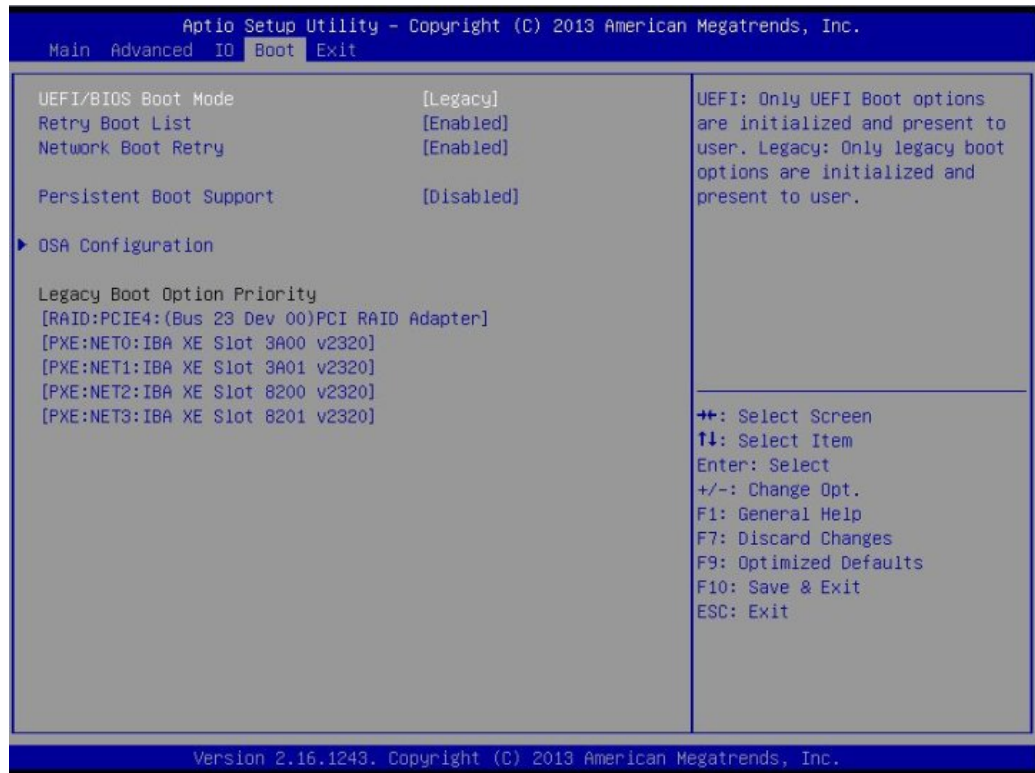 Aptio Setup Utility – Copyright (C) 2013 American Megatrends, Inc.
Main Advanced IO Boot Exit
UEFI/BIOS Boot Mode [Legacy]
Retry Boot List [Enabled]
Network Boot Retry [Enabled]
Persistent Boot Support [Disabled]
OSA Configuration
Legacy Boot Option Priority
[RAID:PCIE4:(Bus 23 Dev 00)PCI RAID Adapter]
[PXE:NET0:IBA XE Slot 3A00 v2320]
[PXE:NET1:IBA XE Slot 3A01 v2320]
[PXE:NET2:IBA XE Slot 8200 v2320]
[PXE:NET3:IBA XE Slot 8201 v2320]
UEFI: Only UEFI Boot options
are initialized and present to
user. Legacy: Only legacy boot
options are initialized and
present to user.
→←: Select Screen
↑↓: Select Item
Enter: Select
+/-: Change Opt.
F1: General Help
F7: Discard Changes
F9: Optimized Defaults
F10: Save & Exit
ESC: Exit
Version 2.16.1243. Copyright (C) 2013 American Megatrends, Inc.